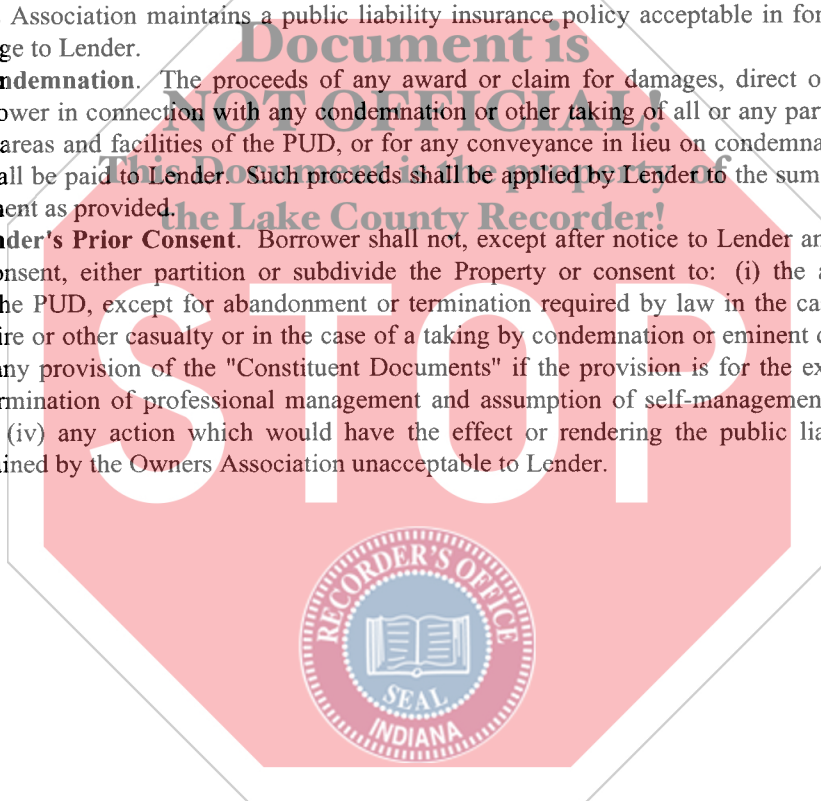 Association maintains a public liability insurance policy acceptable in for
ge to Lender.
ndemnation. The proceeds of any award or claim for damages, direct o
ower in connection with any condemnation or other taking of all or any par
areas and facilities of the PUD, or for any conveyance in lieu on condemna
all be paid to Lender. Such proceeds shall be applied by Lender to the sum
ent as provided.
nder's Prior Consent. Borrower shall not, except after notice to Lender an
onsent, either partition or subdivide the Property or consent to: (i) the a
he PUD, except for abandonment or termination required by law in the ca
ire or other casualty or in the case of a taking by condemnation or eminent
any provision of the "Constituent Documents" if the provision is for the ex
rmination of professional management and assumption of self-management
(iv) any action which would have the effect or rendering the public lia
ined by the Owners Association unacceptable to Lender.
Document is
NOT OFFICIAL!
This Document is the property of
the Lake County Recorder!
STOP
RECORDER'S OFFICE
SEAL
INDIANA